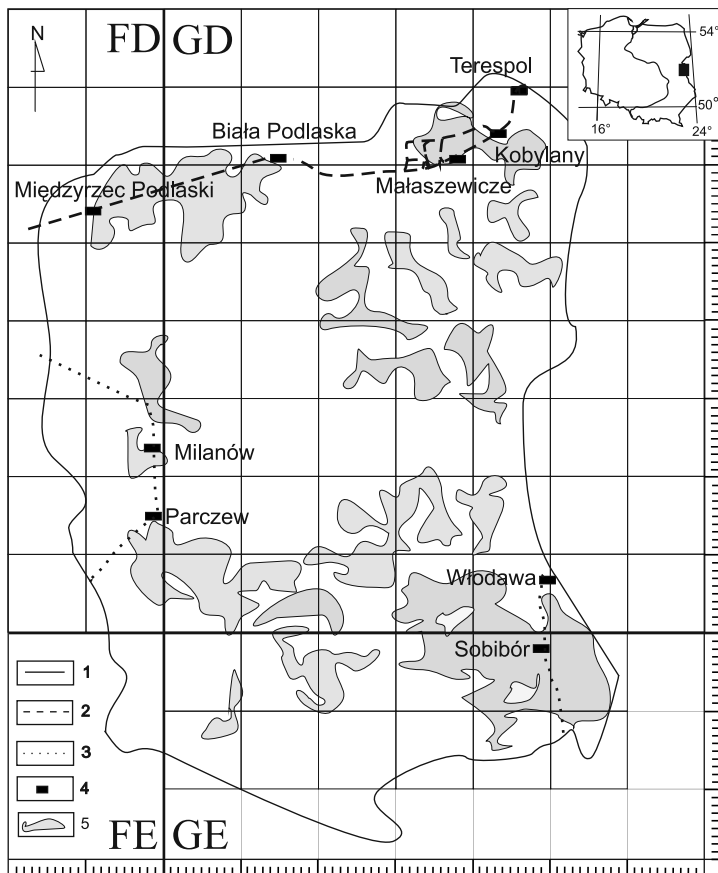 N
FD GD
54°
50°
16°
24°
Terespol
Biała Podlaska
Kobylany
Małaszewicze
Międzyrzec Podlaski
Milanów
Parczew
Włodawa
Sobibór
1
2
3
4
5
FE GE